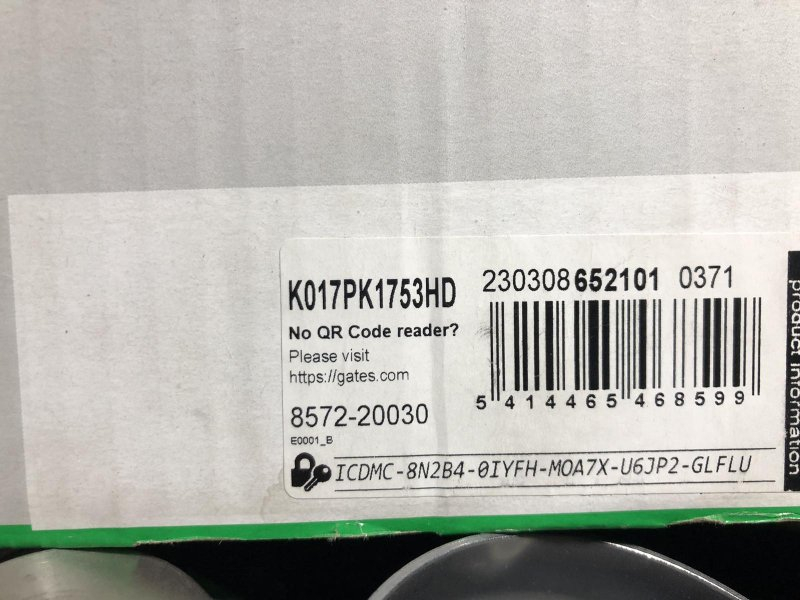 K017PK1753HD
230308652101 0371
No QR Code reader?
Please visit
https://gates.com
8572-20030
E0001_B
5 414465 468599
ICDMC-8N2B4-0IYFH-MOA7X-U6JP2-GLFLU
product information